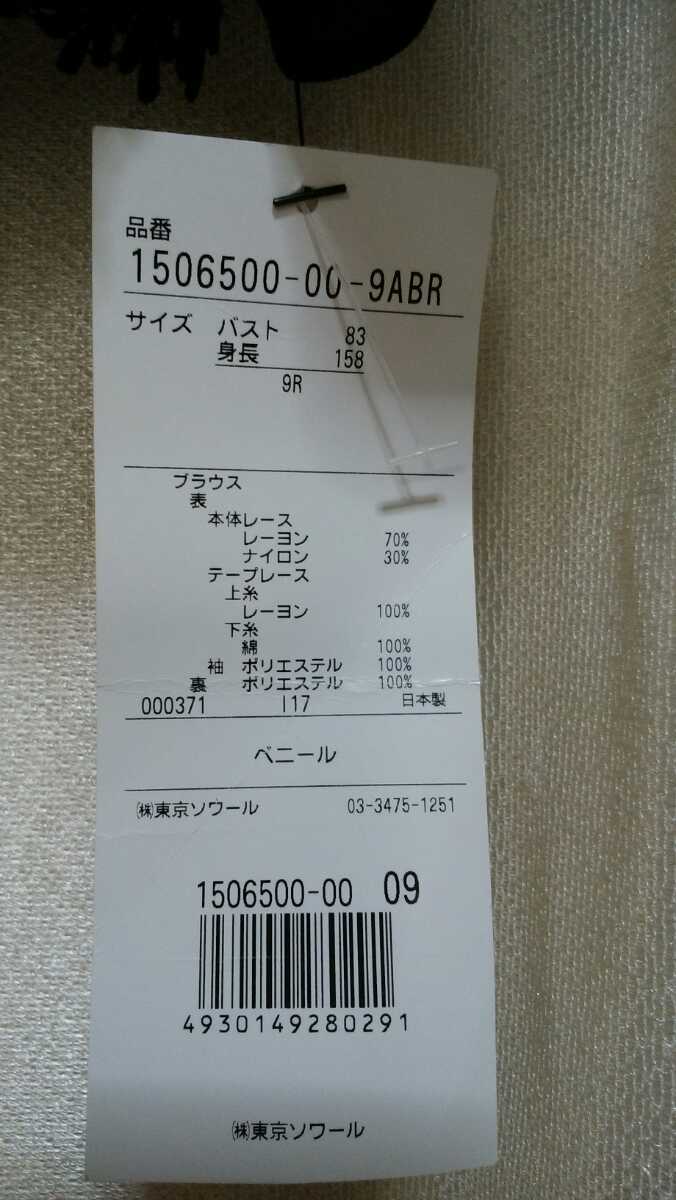 品番
1506500-00-9ABR
サイズ バスト 83
身長 158
9R
ブラウス
表
本体レース
レーヨン 70%
ナイロン 30%
テープレース
上糸
レーヨン 100%
下糸
綿 100%
袖 ポリエステル 100%
裏 ポリエステル 100%
000371 I17 日本製
ベニール
㈱東京ソワール 03-3475-1251
1506500-00 09
4930149280291
㈱東京ソワール